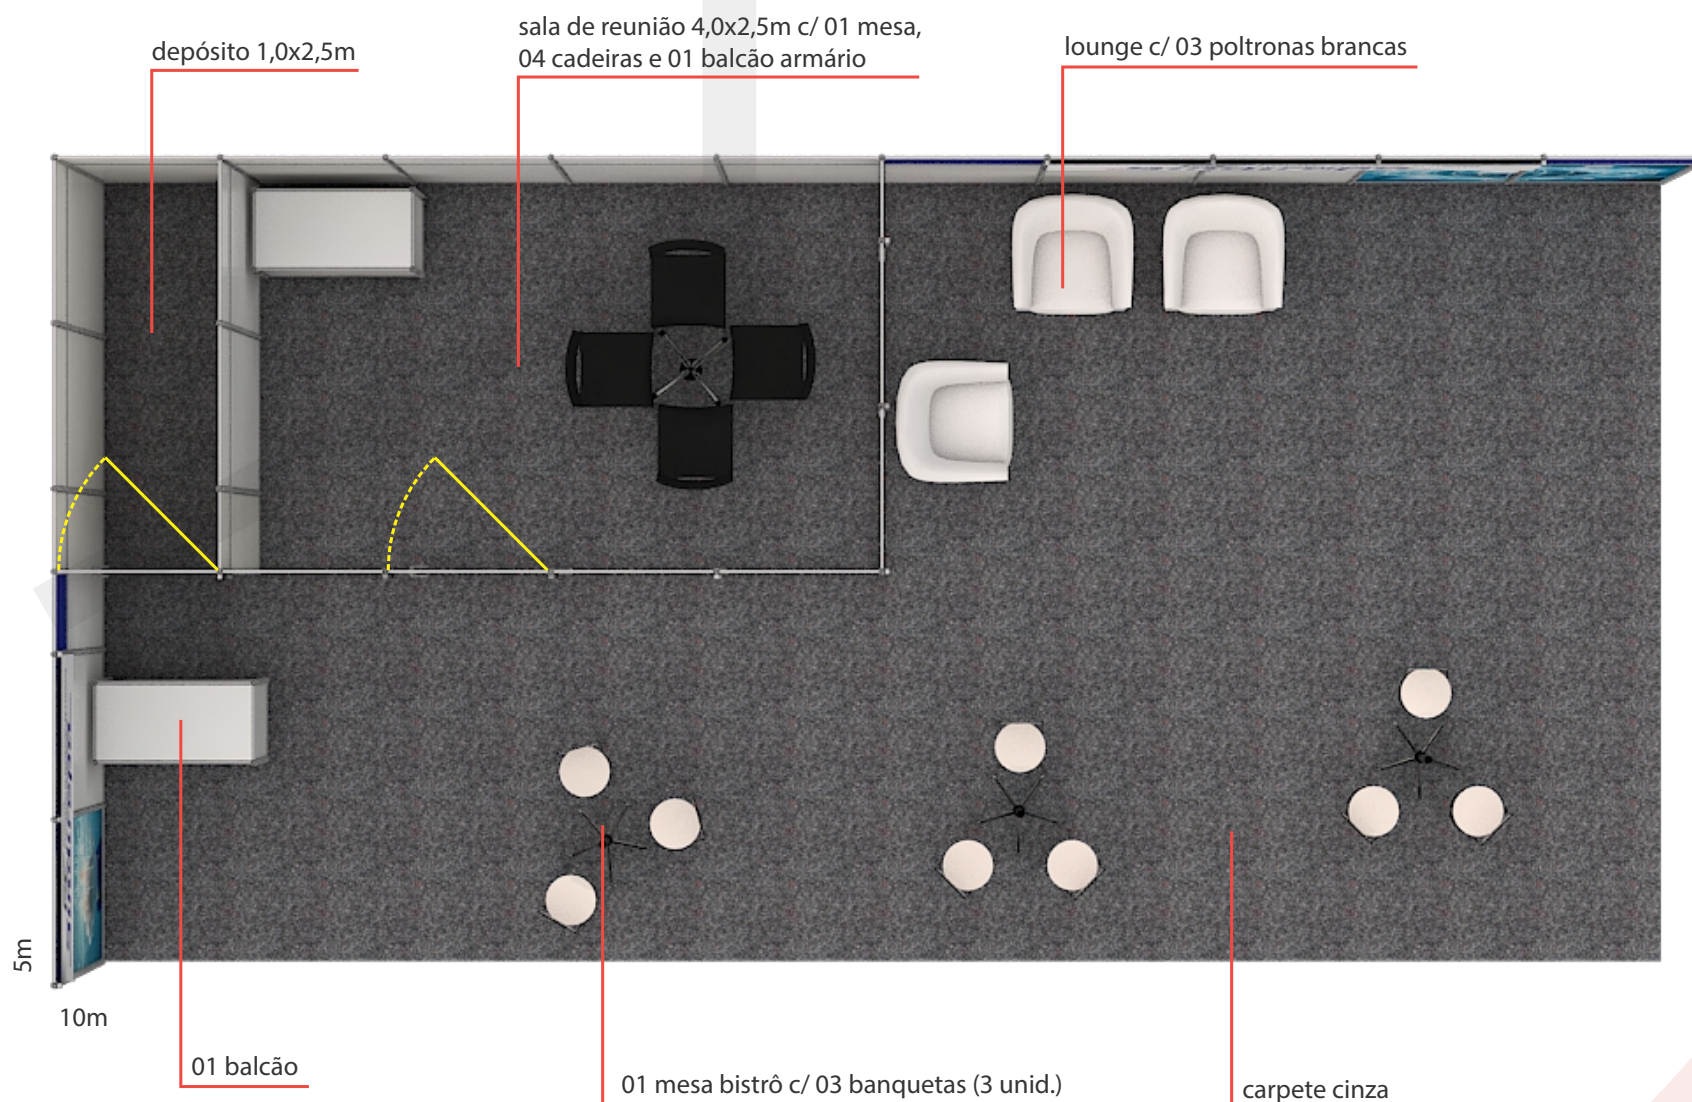 sala de reunião 4,0x2,5m c/ 01 mesa,
04 cadeiras e 01 balcão armário
depósito 1,0x2,5m
lounge c/ 03 poltronas brancas
5m
10m
01 balcão
01 mesa bistrô c/ 03 banquetas (3 unid.)
carpete cinza